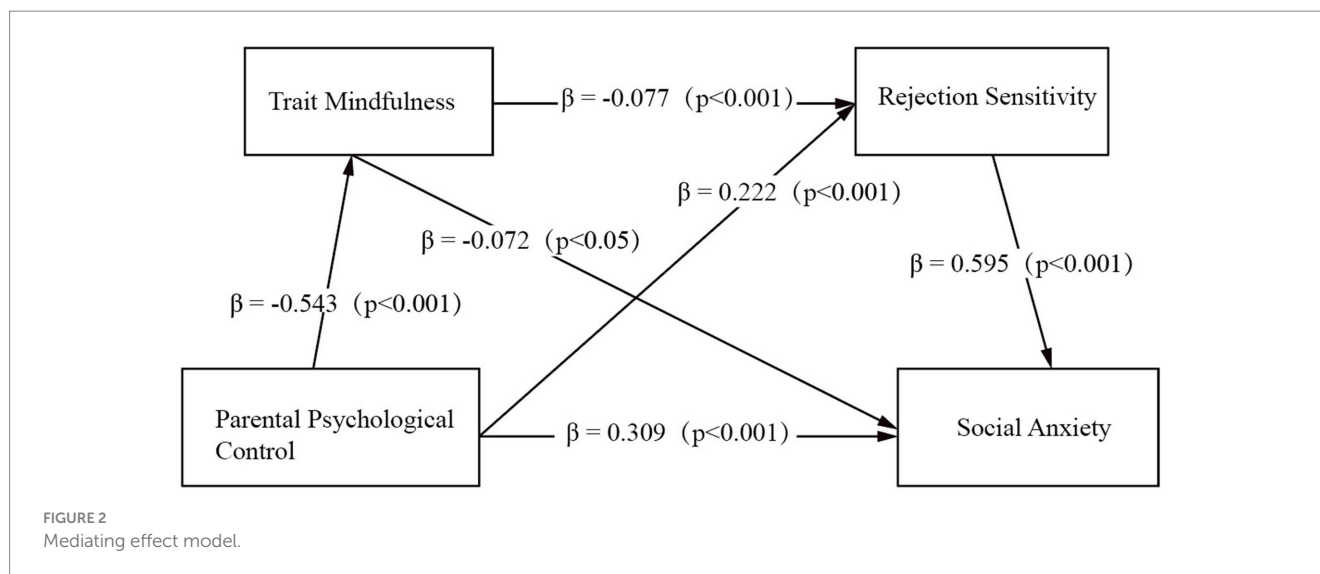 Trait Mindfulness
β = -0.077（p<0.001）
Rejection Sensitivity
β = 0.222（p<0.001）
β = -0.072（p<0.05）
β = 0.595（p<0.001）
β = -0.543（p<0.001）
Parental Psychological
Control
β = 0.309（p<0.001）
Social Anxiety
FIGURE 2
Mediating effect model.